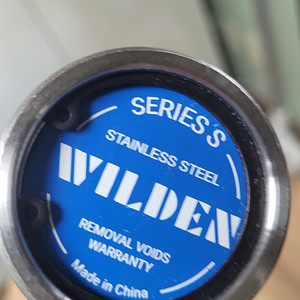 SERIES S
STAINLESS STEEL
WILDEN
REMOVAL VOIDS
WARRANTY
Made in China